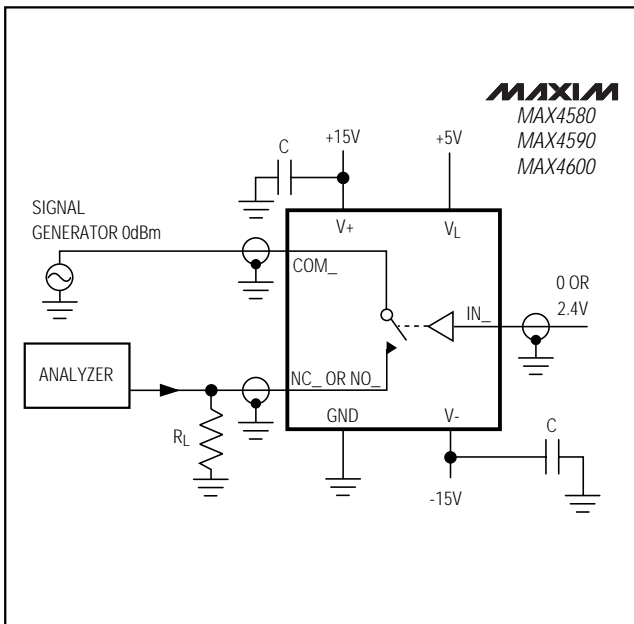 MAXIM
MAX4580
MAX4590
MAX4600
+15V
+5V
C
SIGNAL
GENERATOR 0dBm
V+
VL
COM_
0 OR
2.4V
IN_
ANALYZER
NC_ OR NO_
RL
GND
V-
C
-15V